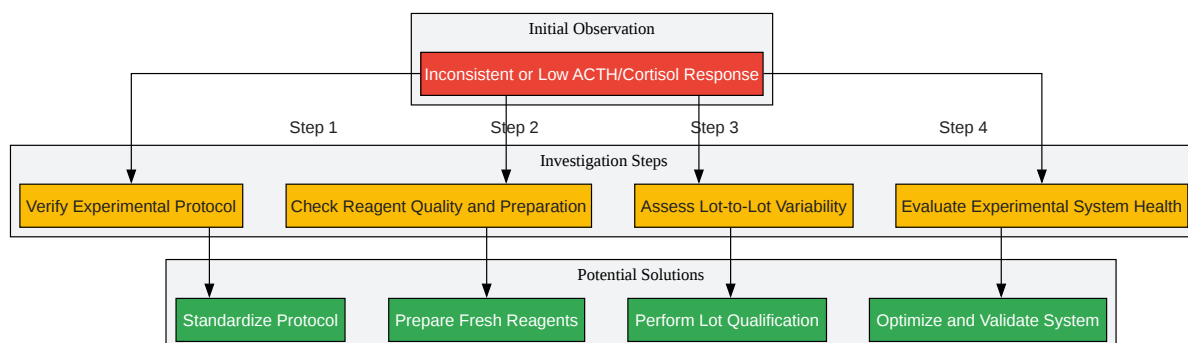 Initial Observation
Inconsistent or Low ACTH/Cortisol Response
Step 1
Step 2
Step 3
Step 4
Investigation Steps
Verify Experimental Protocol
Check Reagent Quality and Preparation
Assess Lot-to-Lot Variability
Evaluate Experimental System Health
Potential Solutions
Standardize Protocol
Prepare Fresh Reagents
Perform Lot Qualification
Optimize and Validate System